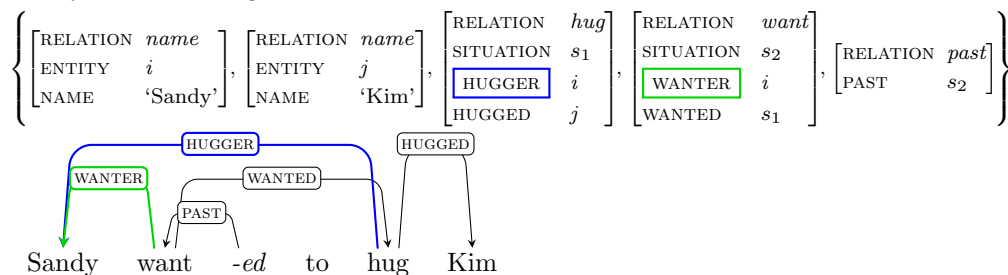 RELATION name RELATION name RELATION hug RELATION want RELATION past
ENTITY i ENTITY j SITUATION s1 SITUATION s2 PAST s2
NAME ‘Sandy’ NAME ‘Kim’ HUGGER i WANTER i
HUGGED j WANTED s1
HUGGER HUGGED
WANTER WANTED
PAST
Sandy want -ed to hug Kim